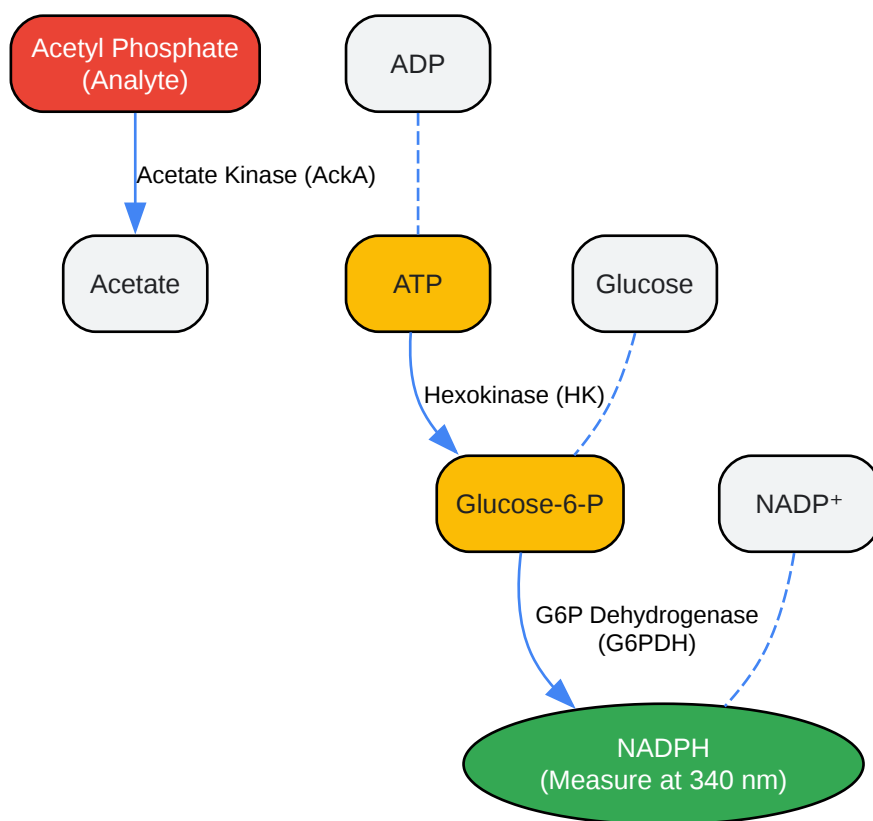 Acetyl Phosphate
(Analyte)
ADP
Acetate Kinase (AckA)
Acetate
ATP
Glucose
Hexokinase (HK)
Glucose-6-P
NADP⁺
G6P Dehydrogenase
(G6PDH)
NADPH
(Measure at 340 nm)